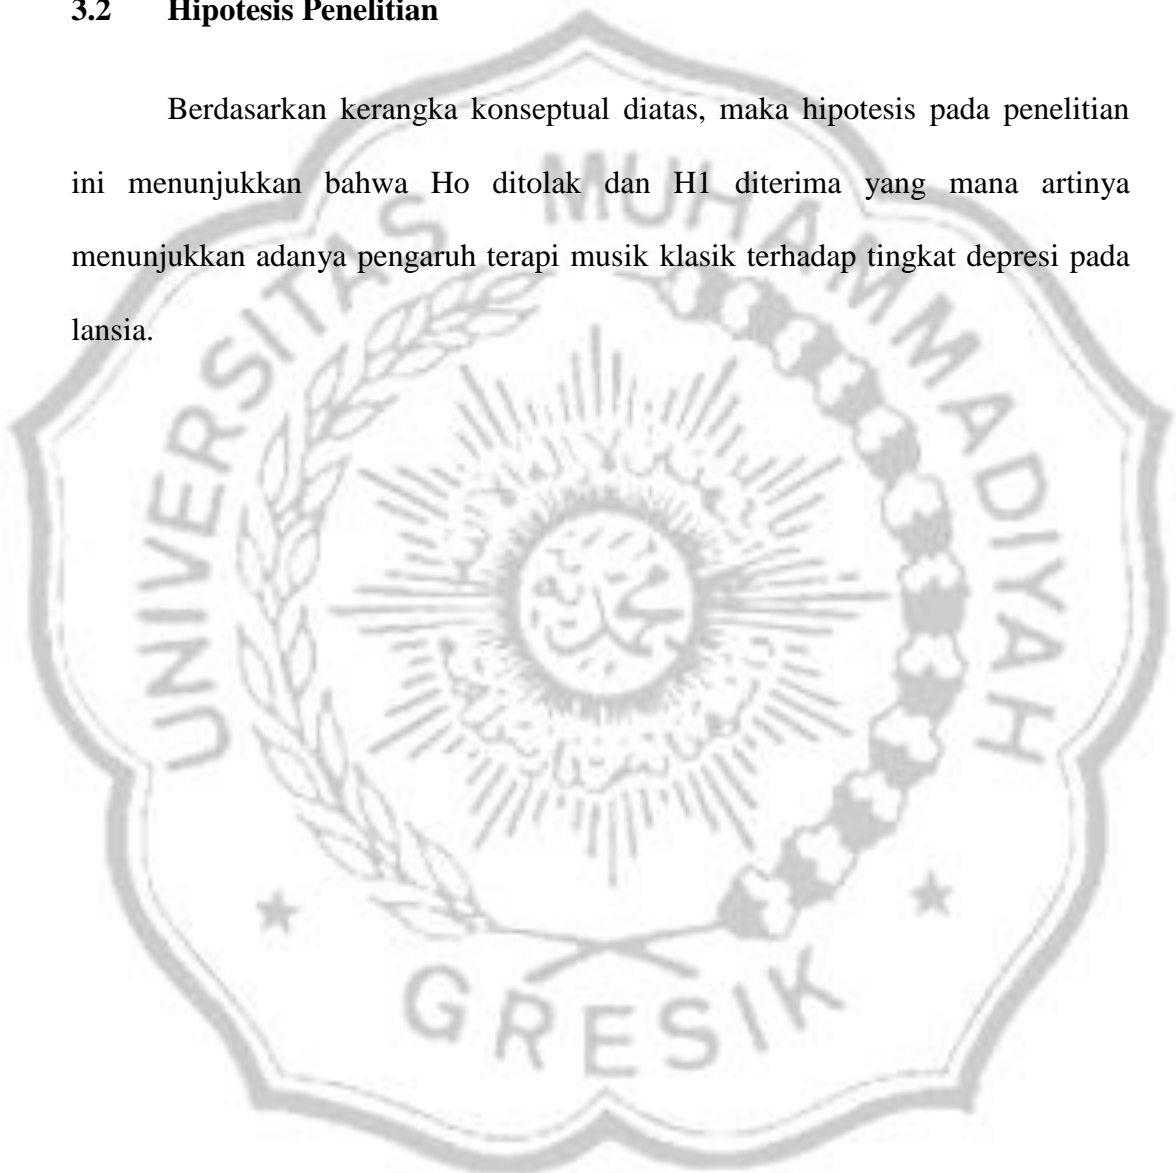 3.2 Hipotesis Penelitian
Berdasarkan kerangka konseptual diatas, maka hipotesis pada penelitian
ini menunjukkan bahwa Ho ditolak dan H1 diterima yang mana artinya
menunjukkan adanya pengaruh terapi musik klasik terhadap tingkat depresi pada
lansia.
UNIVERSITAS MUHAMMADIYAH
GRESIK